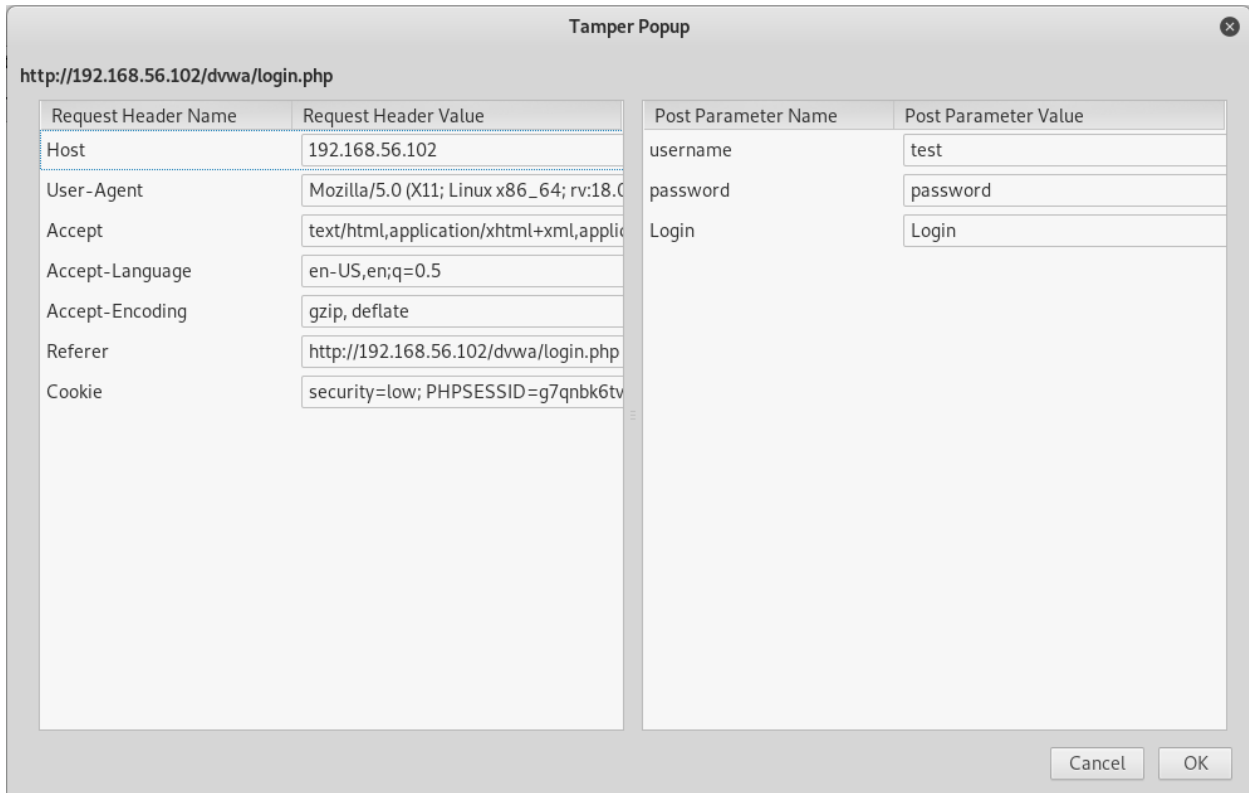 Tamper Popup
http://192.168.56.102/dvwa/login.php
Request Header Name Request Header Value
Host 192.168.56.102
User-Agent Mozilla/5.0 (X11; Linux x86_64; rv:18.0
Accept text/html,application/xhtml+xml,applic
Accept-Language en-US,en;q=0.5
Accept-Encoding gzip, deflate
Referer http://192.168.56.102/dvwa/login.php
Cookie security=low; PHPSESSID=g7qnbk6tv
Post Parameter Name Post Parameter Value
username test
password password
Login Login
Cancel OK